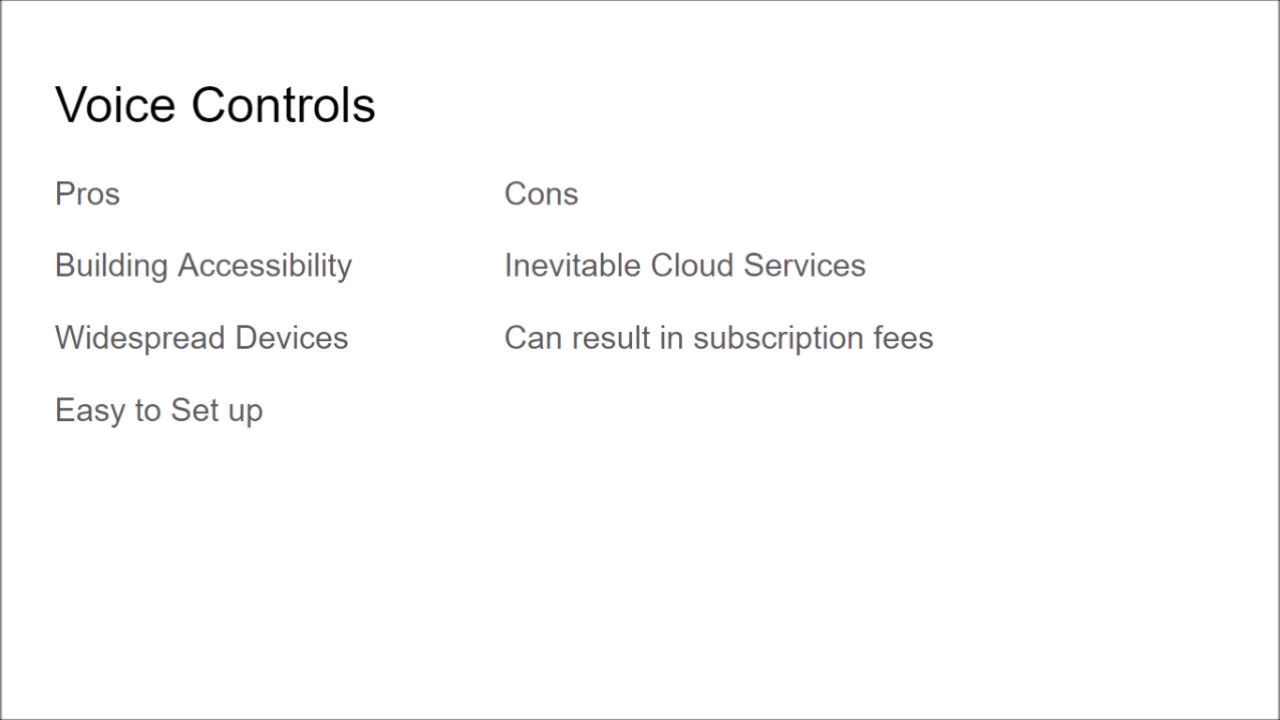 Voice Controls
Pros
Building Accessibility
Widespread Devices
Easy to Set up
Cons
Inevitable Cloud Services
Can result in subscription fees